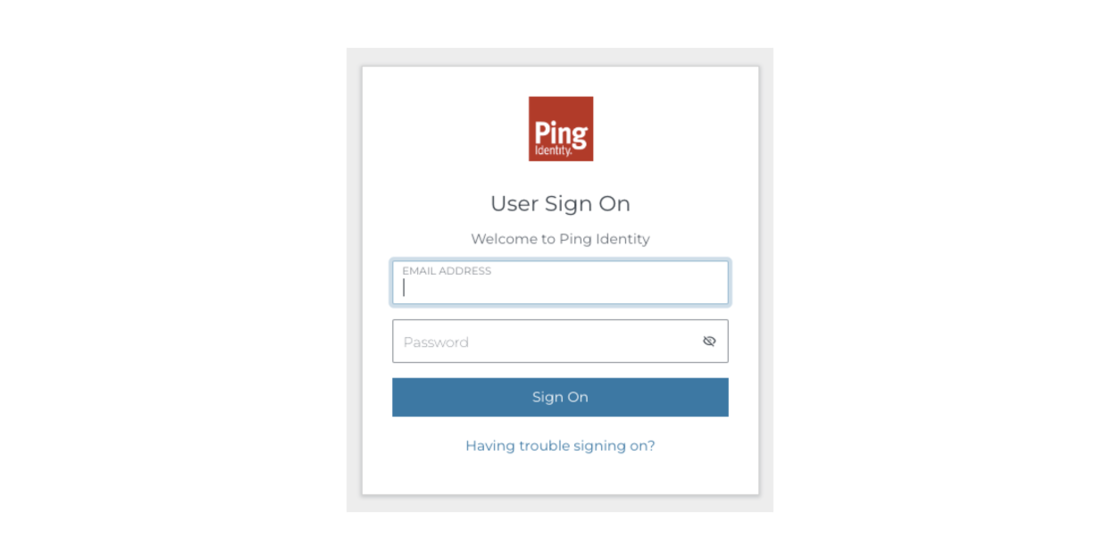 Ping
Identity.
User Sign On
Welcome to Ping Identity
EMAIL ADDRESS
Password
Sign On
Having trouble signing on?